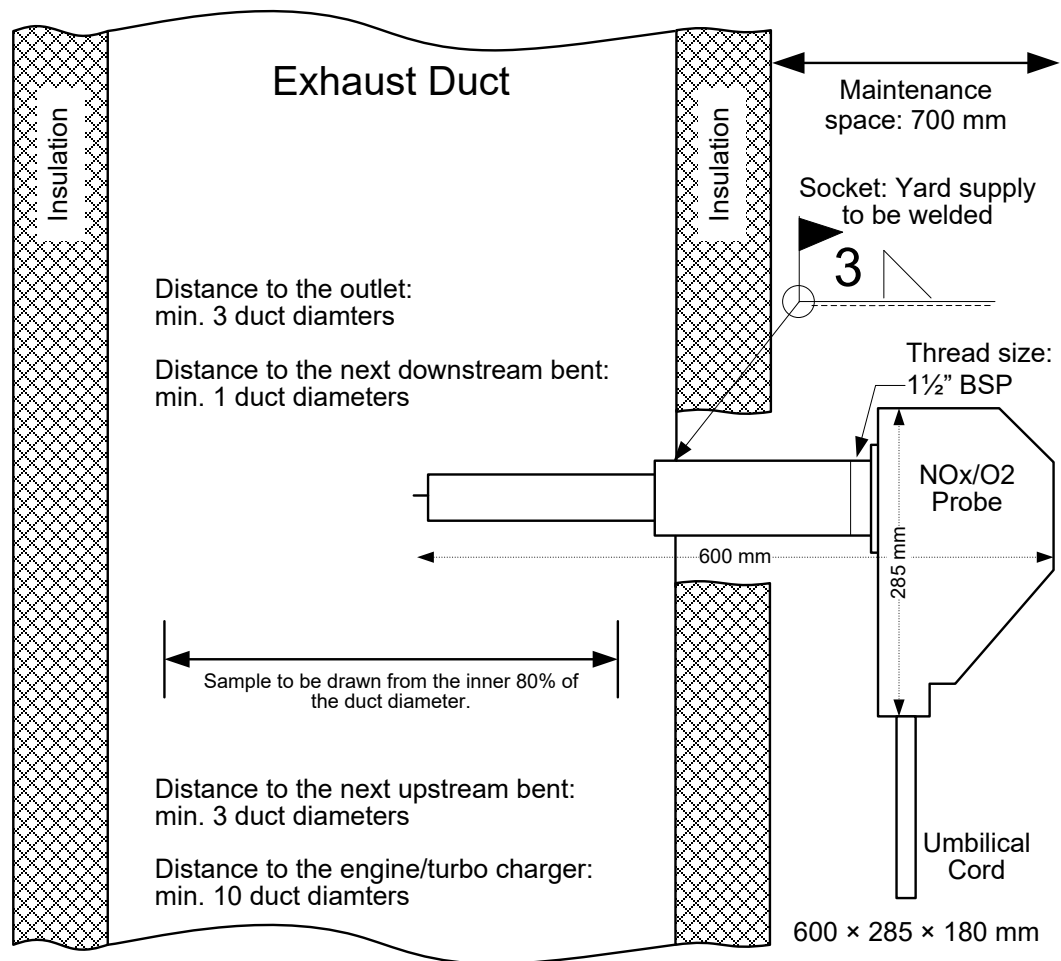 Exhaust Duct
Insulation
Insulation
Maintenance
space: 700 mm
Socket: Yard supply
to be welded
3
Distance to the outlet:
min. 3 duct diamters
Distance to the next downstream bent:
min. 1 duct diameters
Thread size:
1½” BSP
NOx/O2
Probe
600 mm
285 mm
Sample to be drawn from the inner 80% of
the duct diameter.
Distance to the next upstream bent:
min. 3 duct diameters
Distance to the engine/turbo charger:
min. 10 duct diamters
Umbilical
Cord
600 × 285 × 180 mm